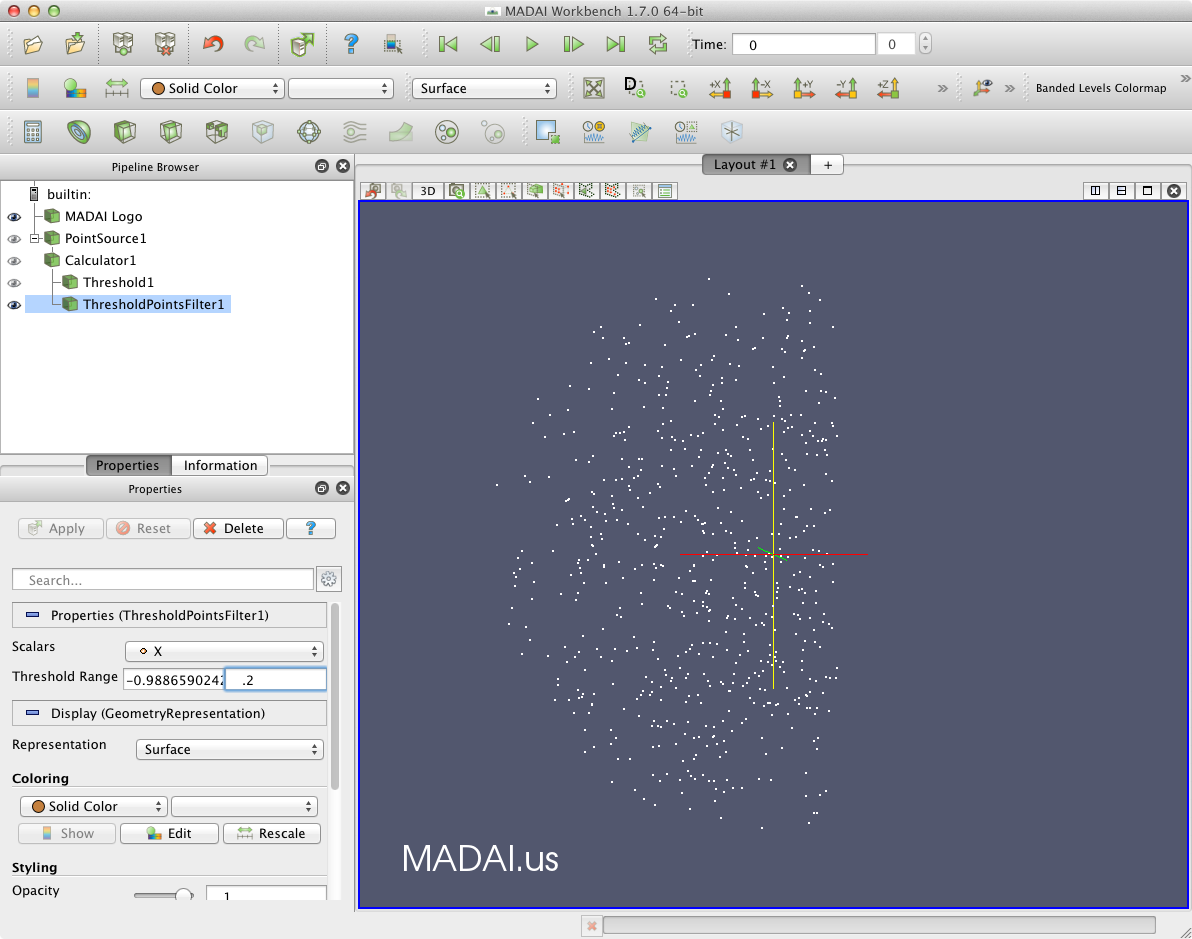 MADAI Workbench 1.7.0 64-bit
Time: 0 0
Solid Color Surface D +X -X +Y -Y +Z Banded Levels Colormap
Pipeline Browser Layout #1 +
builtin: 3D
MADAI Logo
PointSource1
Calculator1
Threshold1
ThresholdPointsFilter1
Properties Information
Properties
Apply Reset Delete ?
Search...
Properties (ThresholdPointsFilter1)
Scalars X
Threshold Range -0.988659024 .2
Display (GeometryRepresentation)
Representation Surface
Coloring
Solid Color
Show Edit Rescale
Styling
Opacity 1
MADAI.us